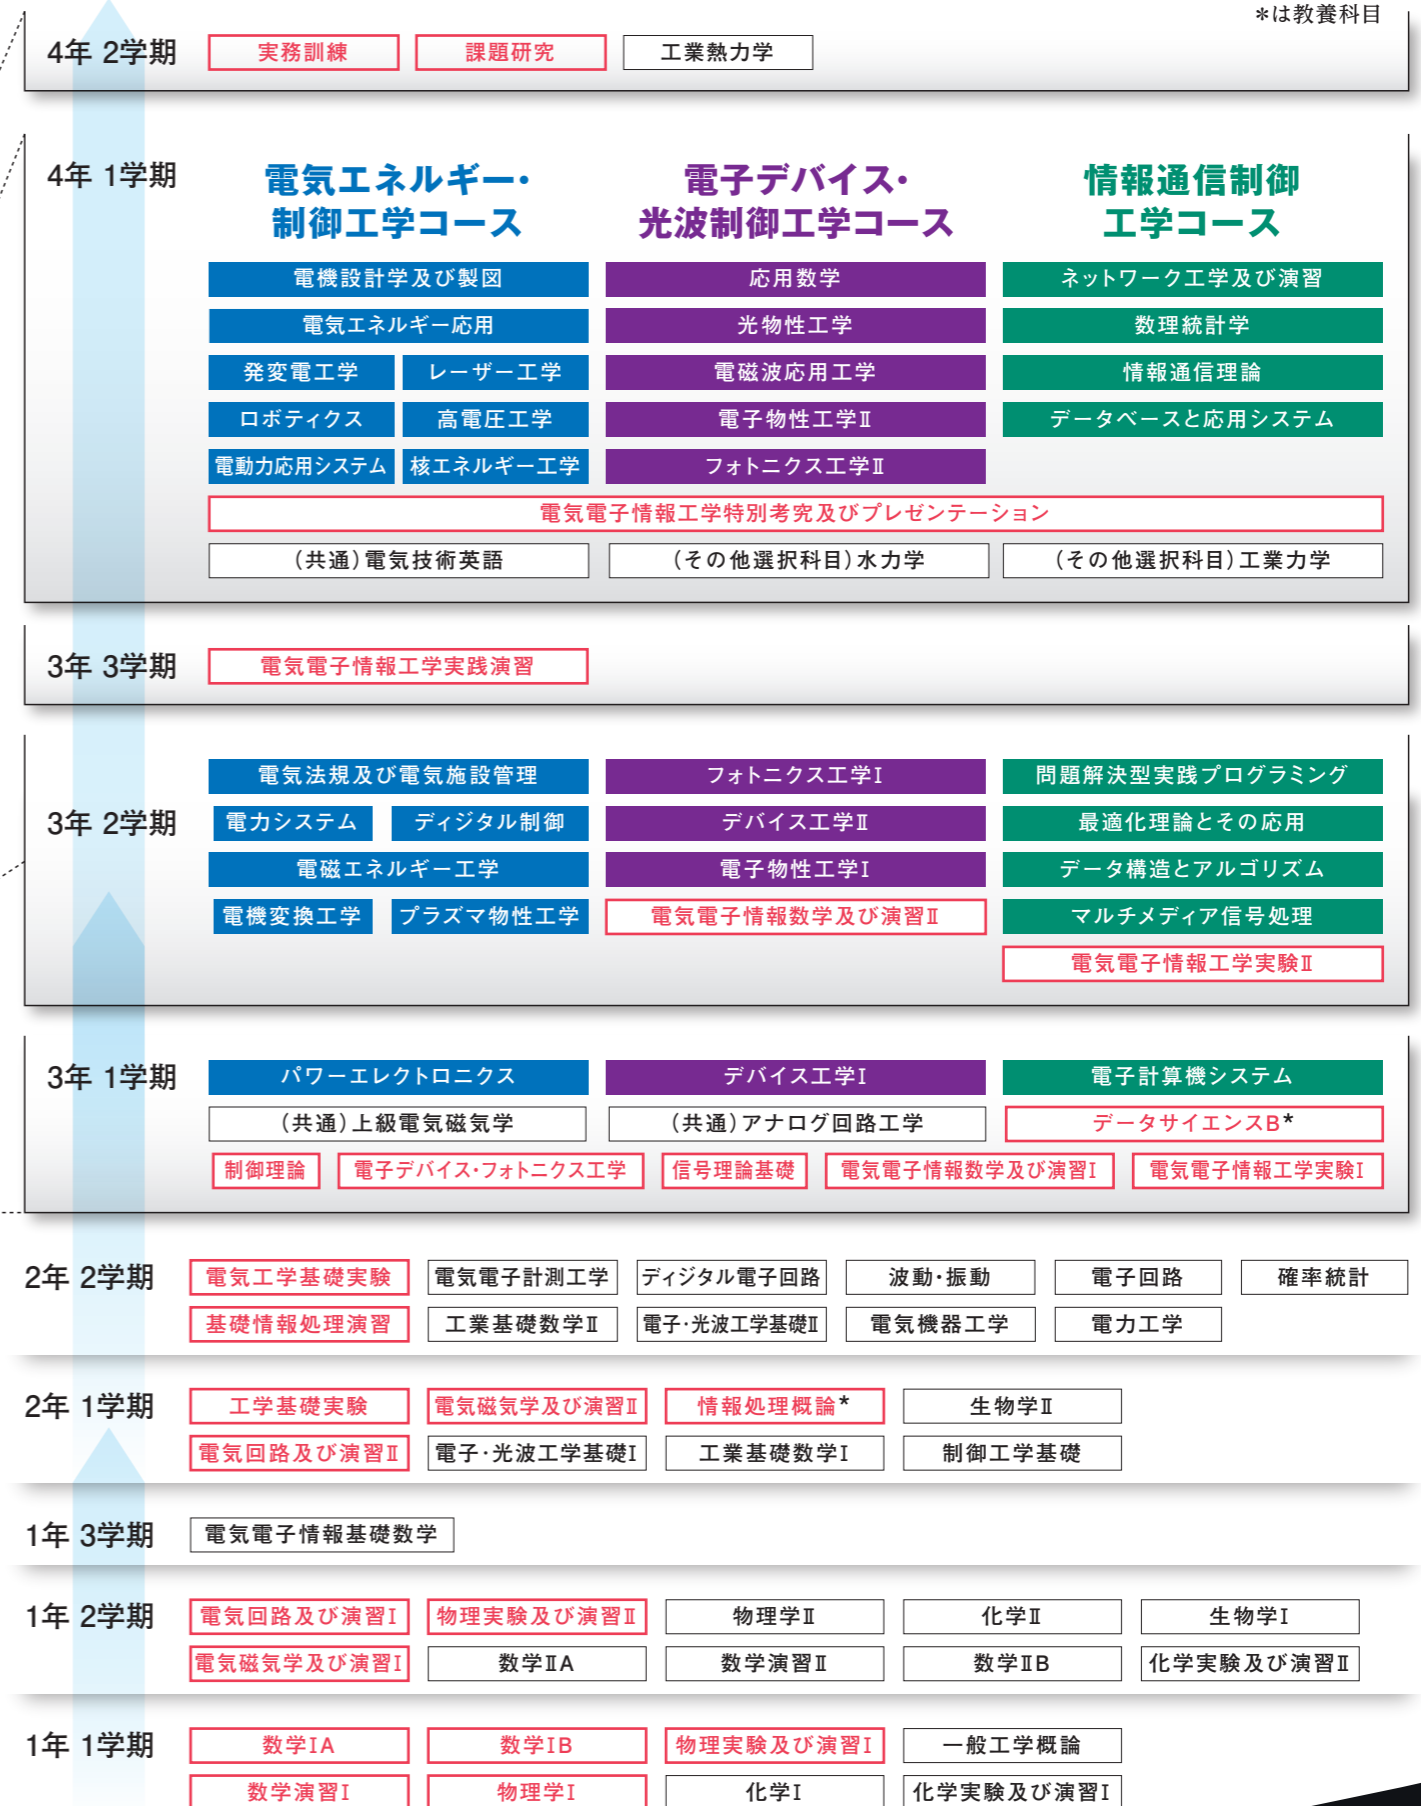 *は教養科目
4年 2学期
実務訓練
課題研究
工業熱力学
4年 1学期
電気エネルギー・
制御工学コース
電子デバイス・
光波制御工学コース
情報通信制御
工学コース
電機設計学及び製図
応用数学
ネットワーク工学及び演習
電気エネルギー応用
光物性工学
数理統計学
発変電工学
レーザー工学
電磁波応用工学
情報通信理論
ロボティクス
高電圧工学
電子物性工学Ⅱ
データベースと応用システム
電動力応用システム
核エネルギー工学
フォトニクス工学Ⅱ
電気電子情報工学特別考究及びプレゼンテーション
(共通)電気技術英語
(その他選択科目)水力学
(その他選択科目)工業力学
3年 3学期
電気電子情報工学実践演習
3年 2学期
電気法規及び電気施設管理
フォトニクス工学Ⅰ
問題解決型実践プログラミング
電力システム
ディジタル制御
デバイス工学Ⅱ
最適化理論とその応用
電磁エネルギー工学
電子物性工学Ⅰ
データ構造とアルゴリズム
電機変換工学
プラズマ物性工学
電気電子情報数学及び演習Ⅱ
マルチメディア信号処理
電気電子情報工学実験Ⅱ
3年 1学期
パワーエレクトロニクス
デバイス工学Ⅰ
電子計算機システム
(共通)上級電気磁気学
(共通)アナログ回路工学
データサイエンスB*
制御理論
電子デバイス・フォトニクス工学
信号理論基礎
電気電子情報数学及び演習Ⅰ
電気電子情報工学実験Ⅰ
2年 2学期
電気工学基礎実験
電気電子計測工学
ディジタル電子回路
波動・振動
電子回路
確率統計
基礎情報処理演習
工業基礎数学Ⅱ
電子・光波工学基礎Ⅱ
電気機器工学
電力工学
2年 1学期
工学基礎実験
電気磁気学及び演習Ⅱ
情報処理概論*
生物学Ⅱ
電気回路及び演習Ⅱ
電子・光波工学基礎Ⅰ
工業基礎数学Ⅰ
制御工学基礎
1年 3学期
電気電子情報基礎数学
1年 2学期
電気回路及び演習Ⅰ
物理実験及び演習Ⅱ
物理学Ⅱ
化学Ⅱ
生物学Ⅰ
電気磁気学及び演習Ⅰ
数学ⅡA
数学演習Ⅱ
数学ⅡB
化学実験及び演習Ⅱ
1年 1学期
数学ⅠA
数学ⅠB
物理実験及び演習Ⅰ
一般工学概論
数学演習Ⅰ
物理学Ⅰ
化学Ⅰ
化学実験及び演習Ⅰ